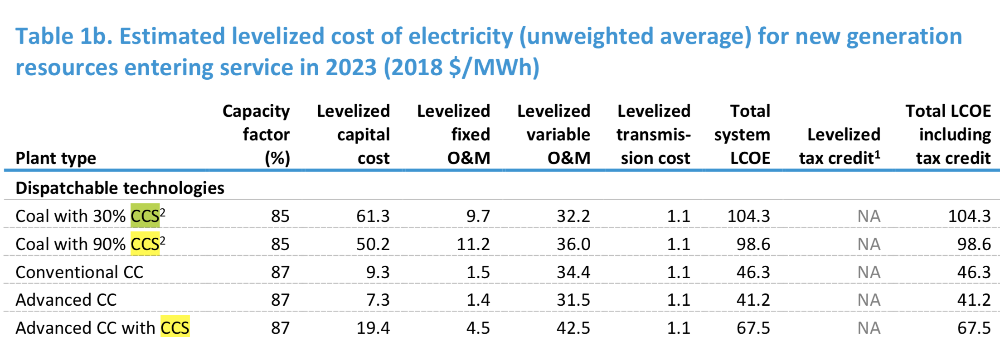 Table 1b. Estimated levelized cost of electricity (unweighted average) for new generation
resources entering service in 2023 (2018 $/MWh)
Capacity Levelized Levelized Levelized Levelized Total Total LCOE
factor capital fixed variable transmis- system Levelized including
Plant type (%) cost O&M O&M sion cost LCOE tax credit¹ tax credit
Dispatchable technologies
Coal with 30% CCS² 85 61.3 9.7 32.2 1.1 104.3 NA 104.3
Coal with 90% CCS² 85 50.2 11.2 36.0 1.1 98.6 NA 98.6
Conventional CC 87 9.3 1.5 34.4 1.1 46.3 NA 46.3
Advanced CC 87 7.3 1.4 31.5 1.1 41.2 NA 41.2
Advanced CC with CCS 87 19.4 4.5 42.5 1.1 67.5 NA 67.5